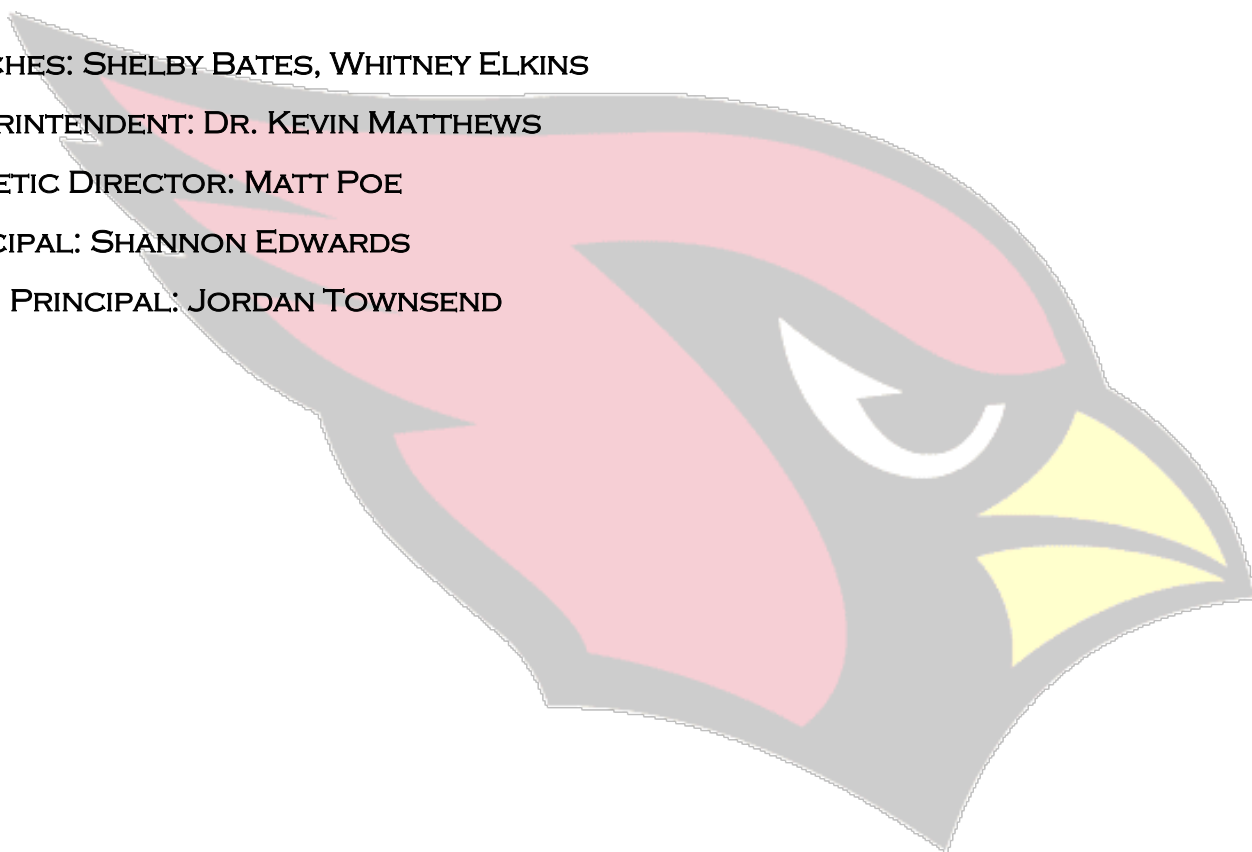 CHES: SHELBY BATES, WHITNEY ELKINS
RINTENDENT: DR. KEVIN MATTHEWS
ETIC DIRECTOR: MATT POE
CIPAL: SHANNON EDWARDS
PRINCIPAL: JORDAN TOWNSEND